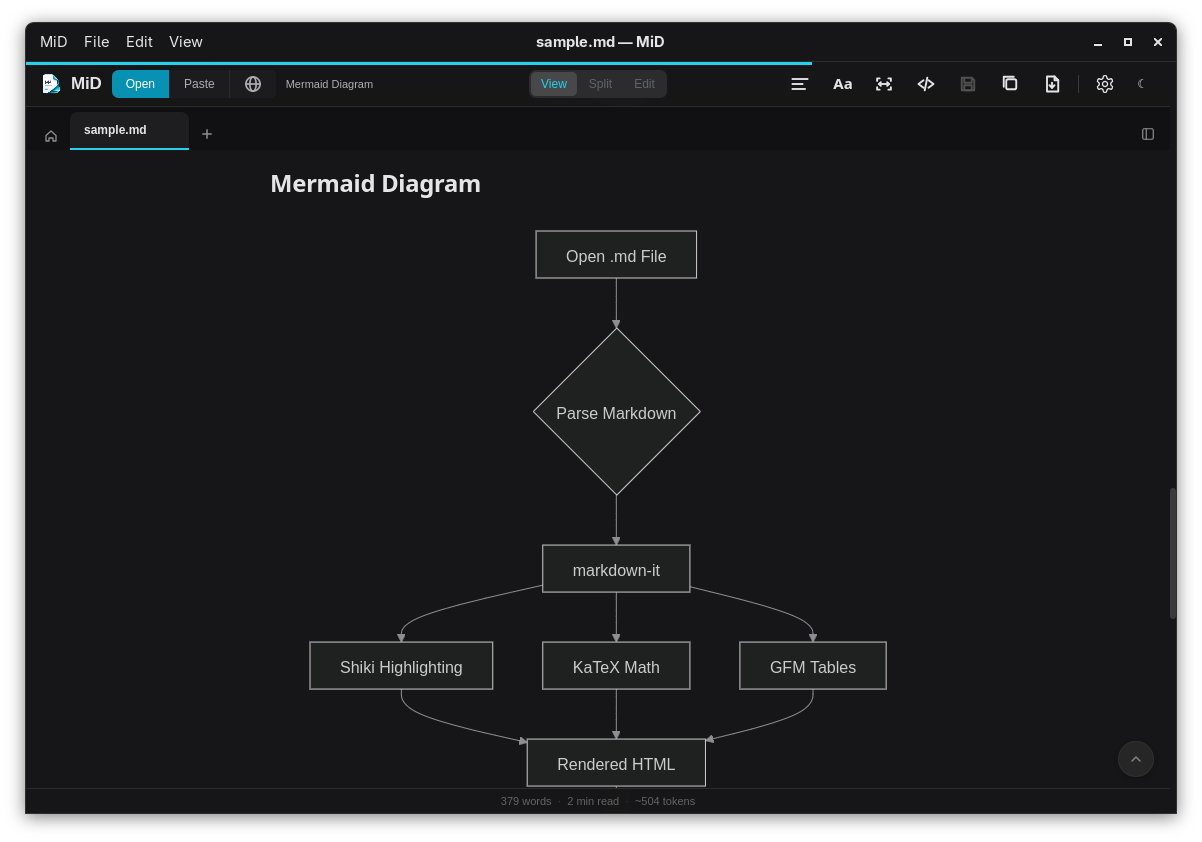 MiD File Edit View sample.md — MiD
MiD Open Paste Mermaid Diagram View Split Edit Aa
sample.md
Mermaid Diagram
Open .md File
Parse Markdown
markdown-it
Shiki Highlighting KaTeX Math GFM Tables
Rendered HTML
379 words · 2 min read · ~504 tokens